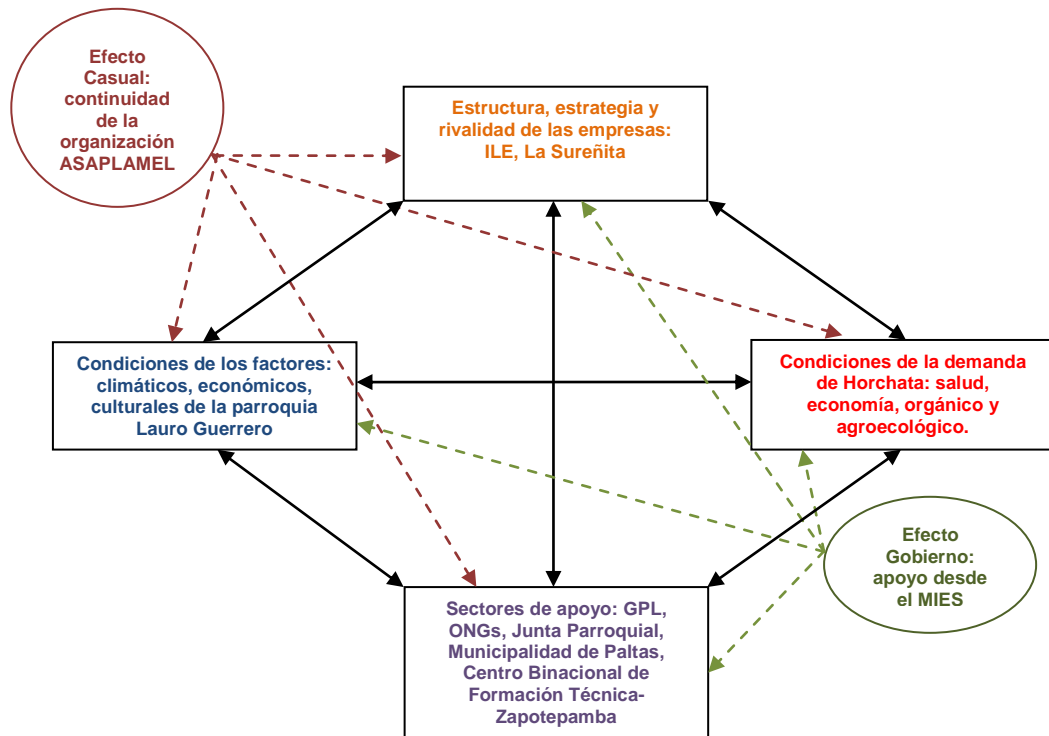 Efecto
Casual:
continuidad
de la
organización
ASAPLAMEL
Estructura, estrategia y
rivalidad de las empresas:
ILE, La Sureñita
Condiciones de los factores:
climáticos, económicos,
culturales de la parroquia
Lauro Guerrero
Condiciones de la demanda
de Horchata: salud,
economía, orgánico y
agroecológico.
Efecto
Gobierno:
apoyo desde
el MIES
Sectores de apoyo: GPL,
ONGs, Junta Parroquial,
Municipalidad de Paltas,
Centro Binacional de
Formación Técnica-
Zapotepamba